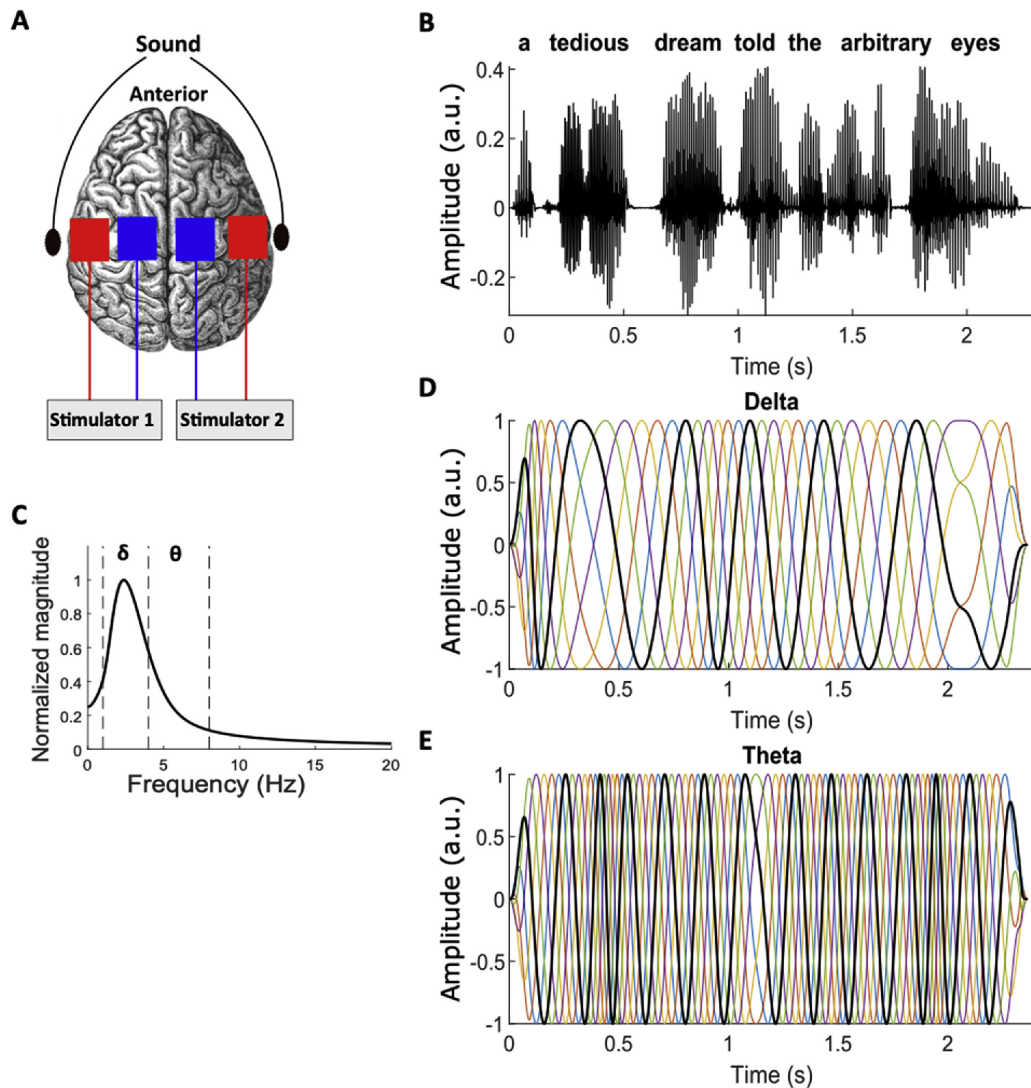 A
Sound
Anterior
Stimulator 1 Stimulator 2
B
a tedious dream told the arbitrary eyes
Amplitude (a.u.)
0.4
0.2
0
-0.2
0 0.5 1 1.5 2
Time (s)
C
δ θ
Normalized magnitude
1
0.8
0.6
0.4
0.2
0
0 5 10 15 20
Frequency (Hz)
D
Delta
Amplitude (a.u.)
1
0.5
0
-0.5
-1
0 0.5 1 1.5 2
Time (s)
E
Theta
Amplitude (a.u.)
1
0.5
0
-0.5
-1
0 0.5 1 1.5 2
Time (s)